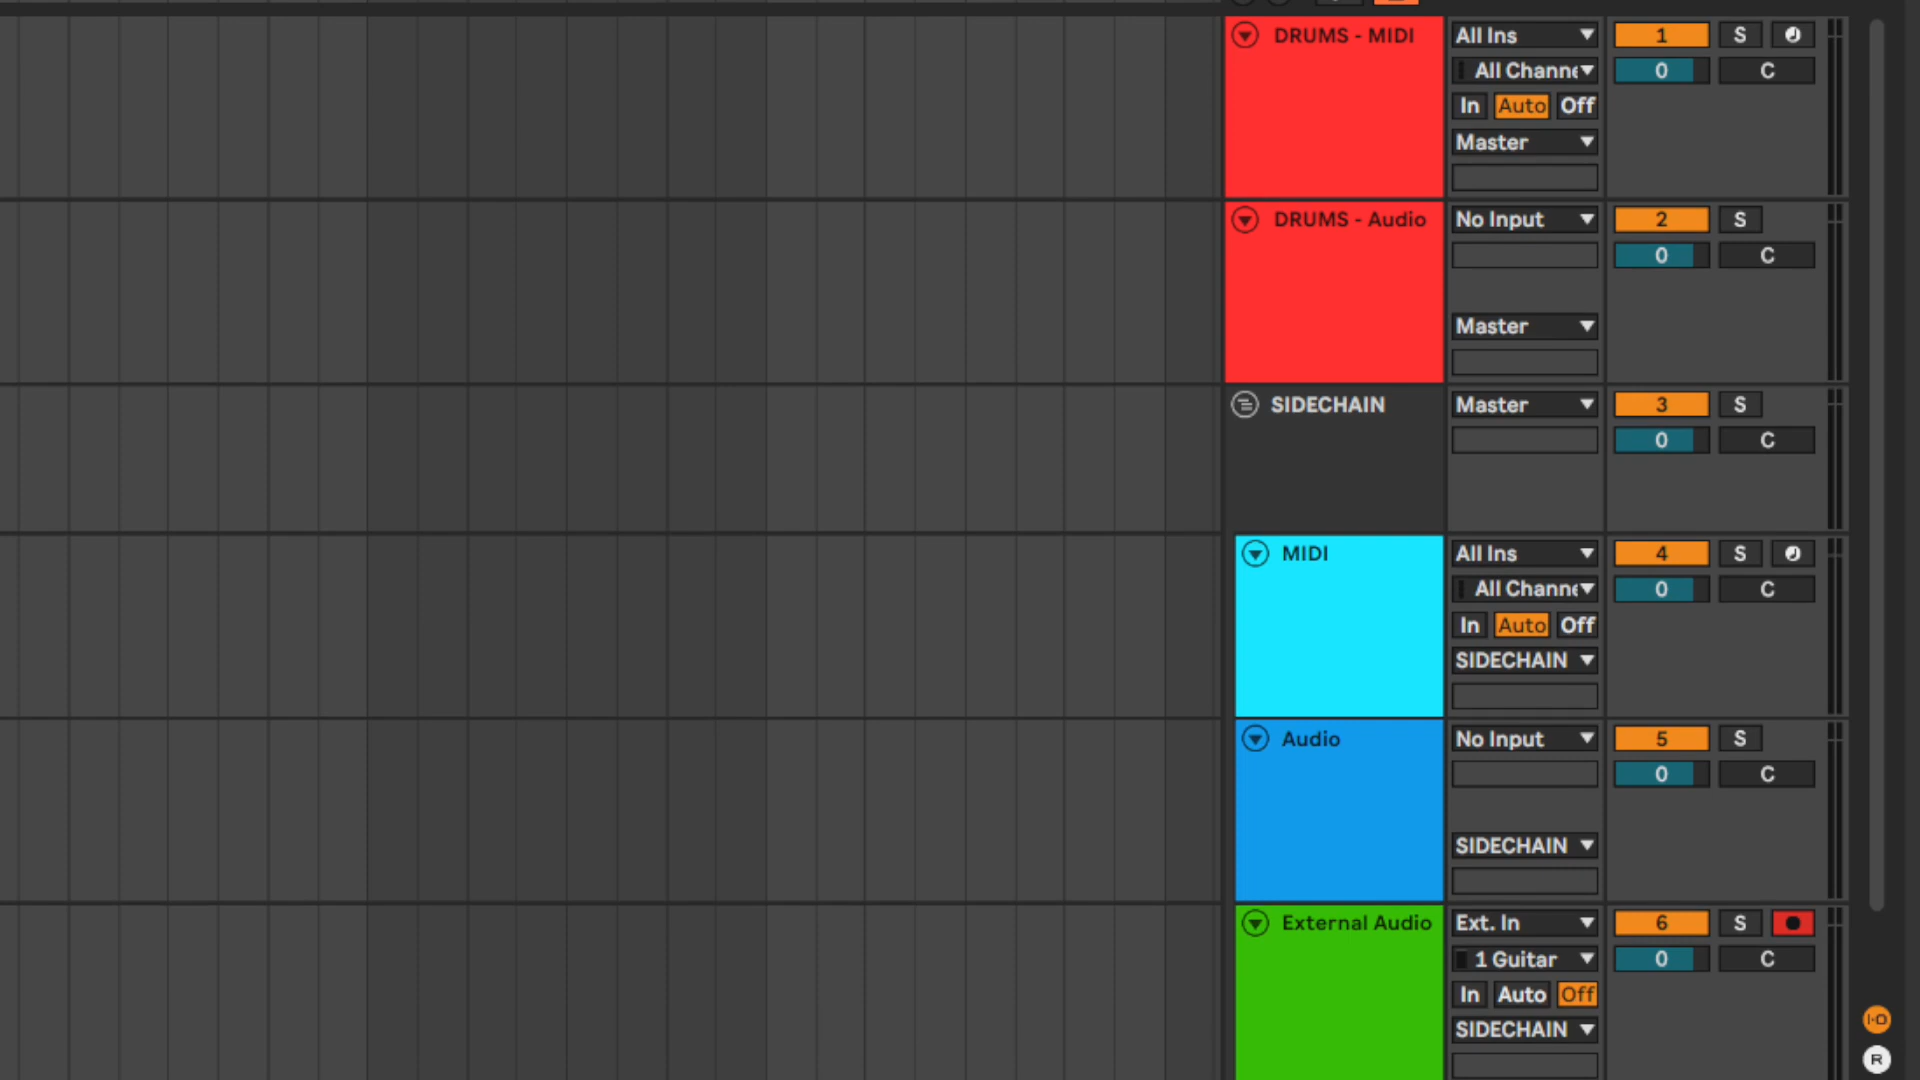 DRUMS - MIDI All Ins 1 S
All Channe 0 C
In Auto Off
Master
DRUMS - Audio No Input 2 S
0 C
Master
SIDECHAIN Master 3 S
0 C
MIDI All Ins 4 S
All Channe 0 C
In Auto Off
SIDECHAIN
Audio No Input 5 S
0 C
SIDECHAIN
External Audio Ext. In 6 S
1 Guitar 0 C
In Auto Off
SIDECHAIN
I·O
R